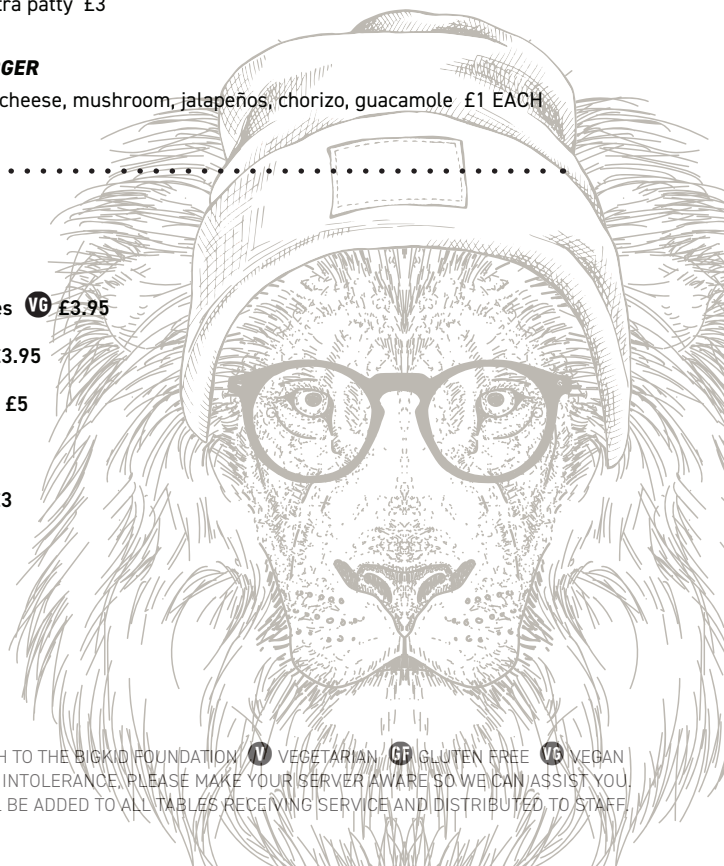 tra patty £3
GER
cheese, mushroom, jalapeños, chorizo, guacamole £1 EACH
es VG £3.95
£3.95
£5
£3
H TO THE BIGKID FOUNDATION V VEGETARIAN GF GLUTEN FREE VG VEGAN
INTOLERANCE, PLEASE MAKE YOUR SERVER AWARE SO WE CAN ASSIST YOU.
L BE ADDED TO ALL TABLES RECEIVING SERVICE AND DISTRIBUTED TO STAFF.